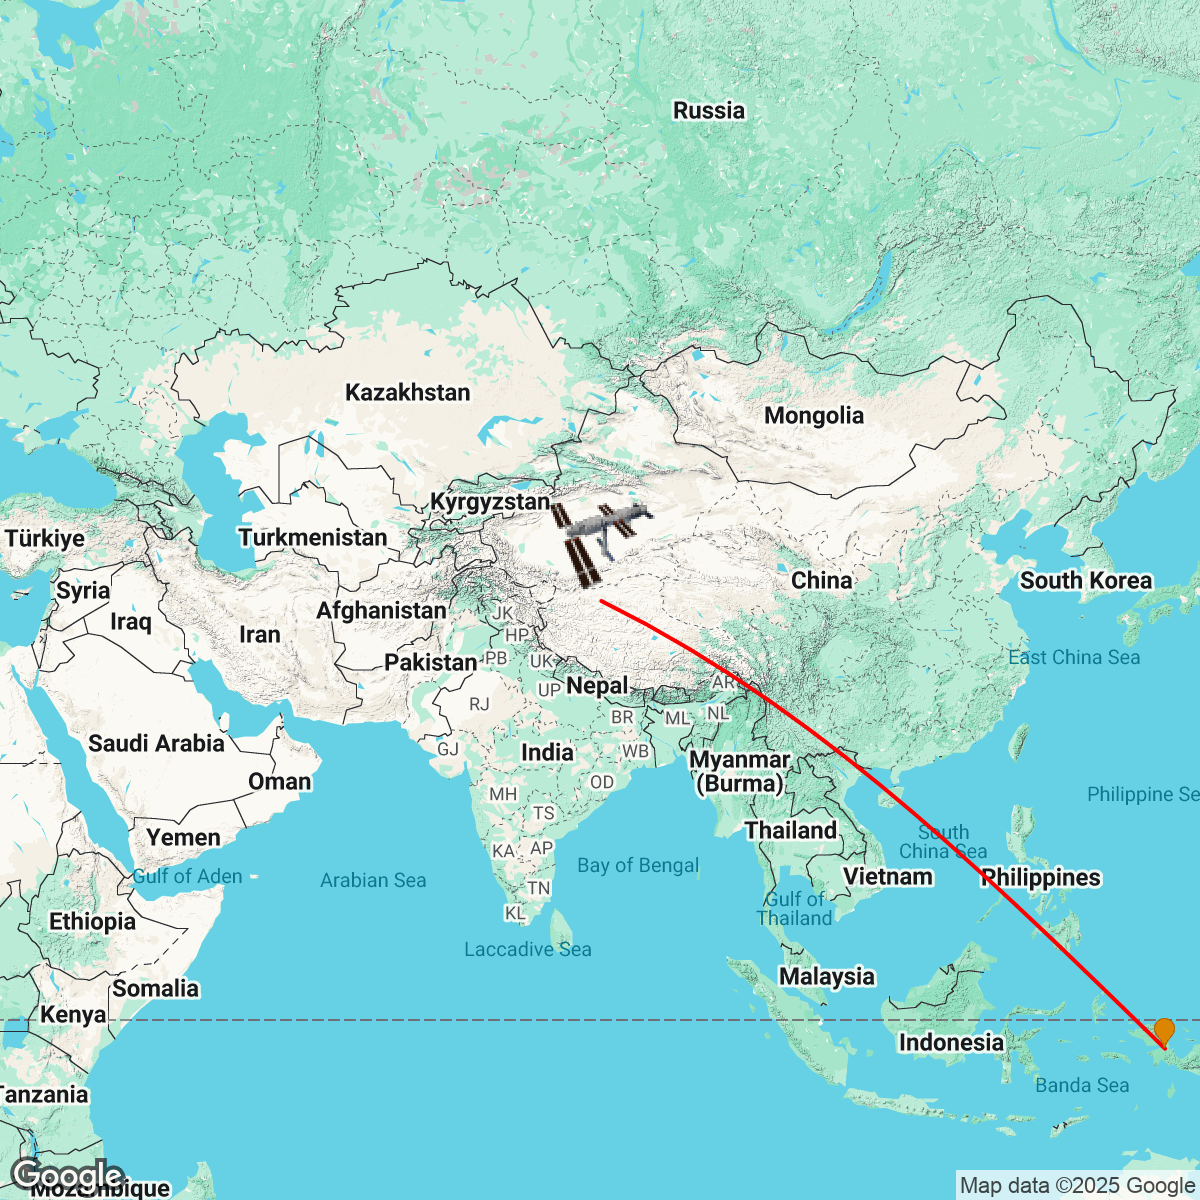 Russia
Kazakhstan
Mongolia
Kyrgyzstan
Türkiye
Turkmenistan
China
South Korea
Syria
Afghanistan
JK
Iraq
Iran
HP
East China Sea
Pakistan
PB
UK
Nepal
AR
UP
RJ
BR
ML
NL
Saudi Arabia
GJ
India
WB
Myanmar
(Burma)
Oman
OD
MH
Philippine Se
TS
Yemen
Thailand
South
China Sea
KA
AP
Bay of Bengal
Gulf of Aden
Arabian Sea
Vietnam
Philippines
TN
Gulf of
Thailand
KL
Ethiopia
Laccadive Sea
Malaysia
Somalia
Kenya
Indonesia
Banda Sea
Tanzania
Google
Mozambique
Map data ©2025 Google